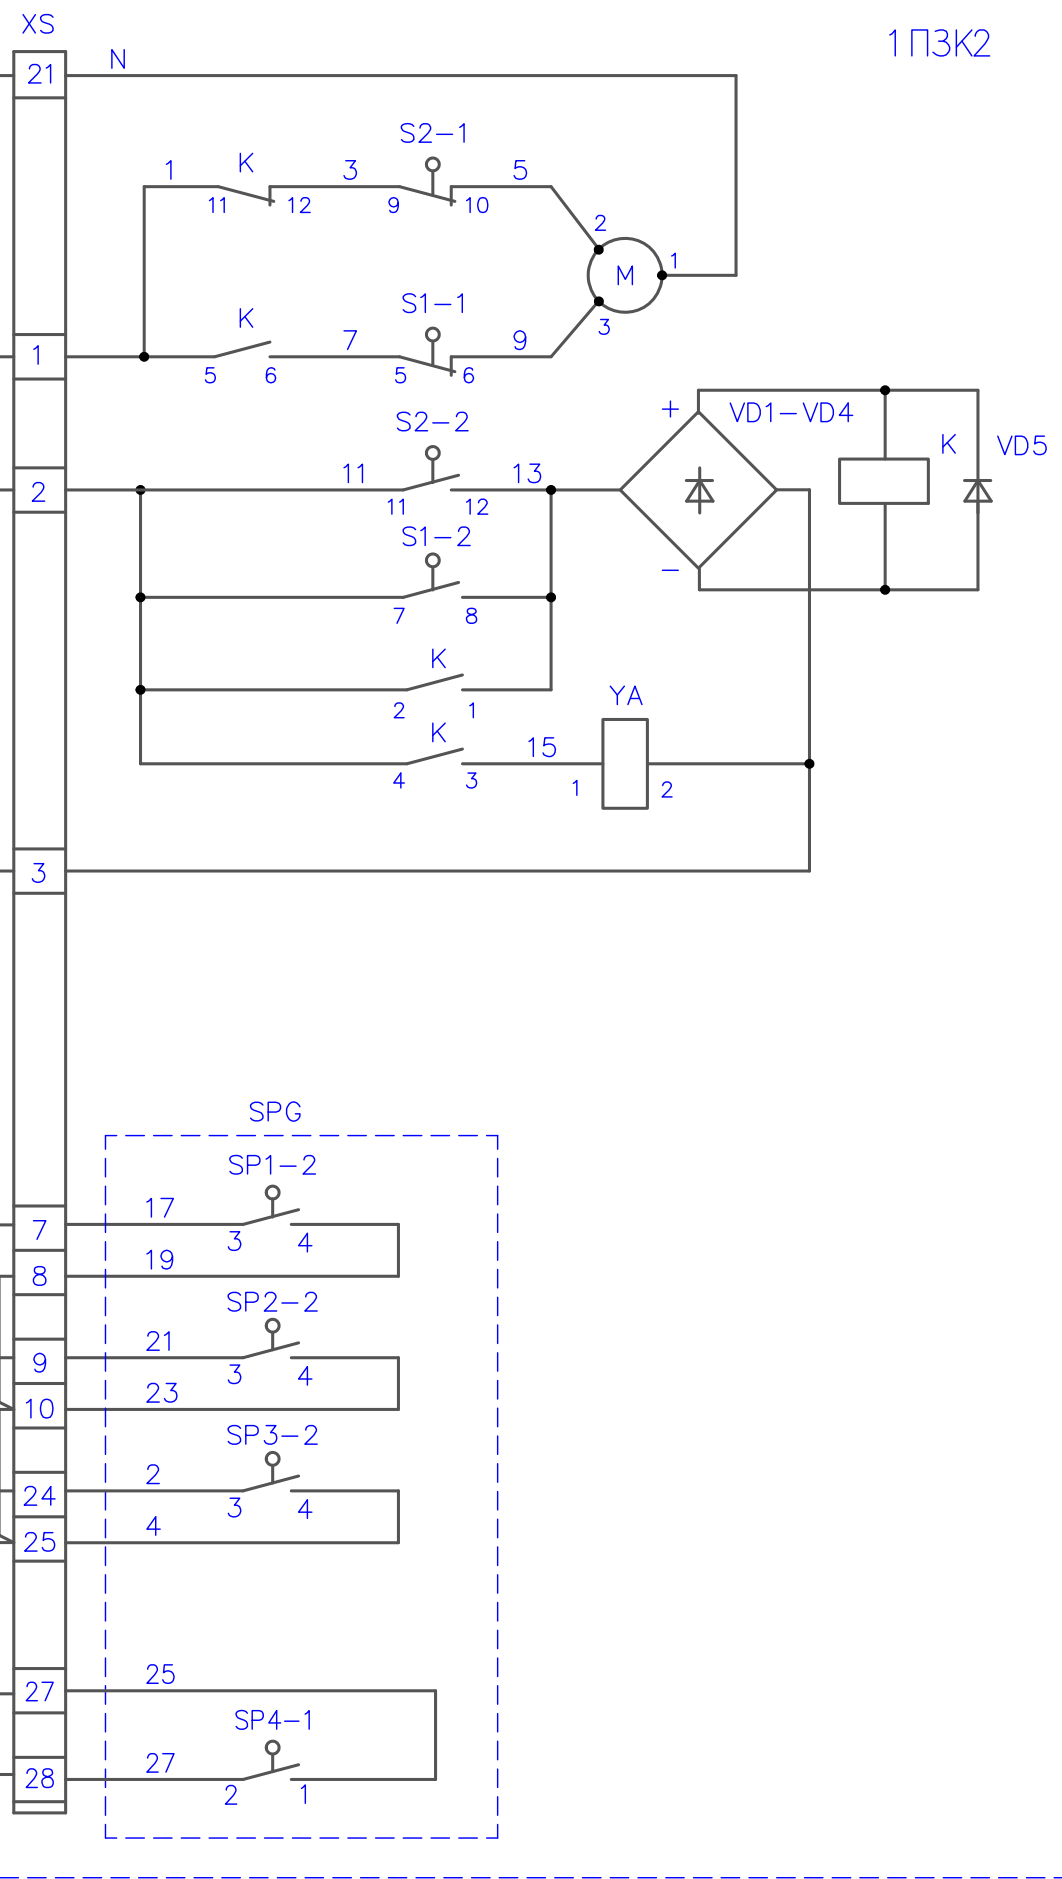 XS
1ПЗК2
21 N
S2-1
1 K 3 5
11 12 9 10
2
M 1
S1-1
K 3
1 7 9
5 6 5 6
S2-2
+ VD1-VD4
K VD5
11 13
2
11 12
S1-2
-
7 8
K
2 1
YA
K
15
4 3 1 2
3
SPG
SP1-2
17
7 3 4
19
8
SP2-2
21
9 3 4
23
10
SP3-2
2
24 3 4
4
25
25
27
SP4-1
27
28 2 1